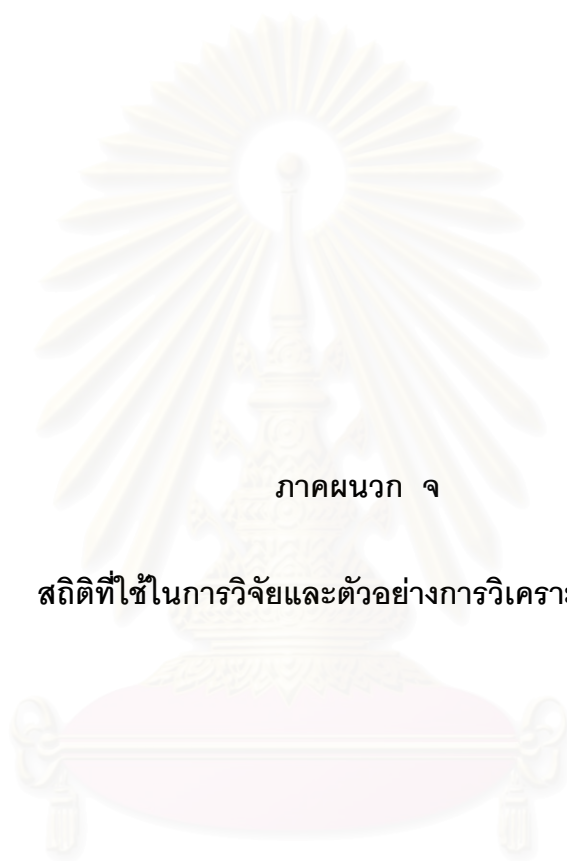 ภาคผนวก จ
สถิติที่ใช้ในการวิจัยและตัวอย่างการวิเครา